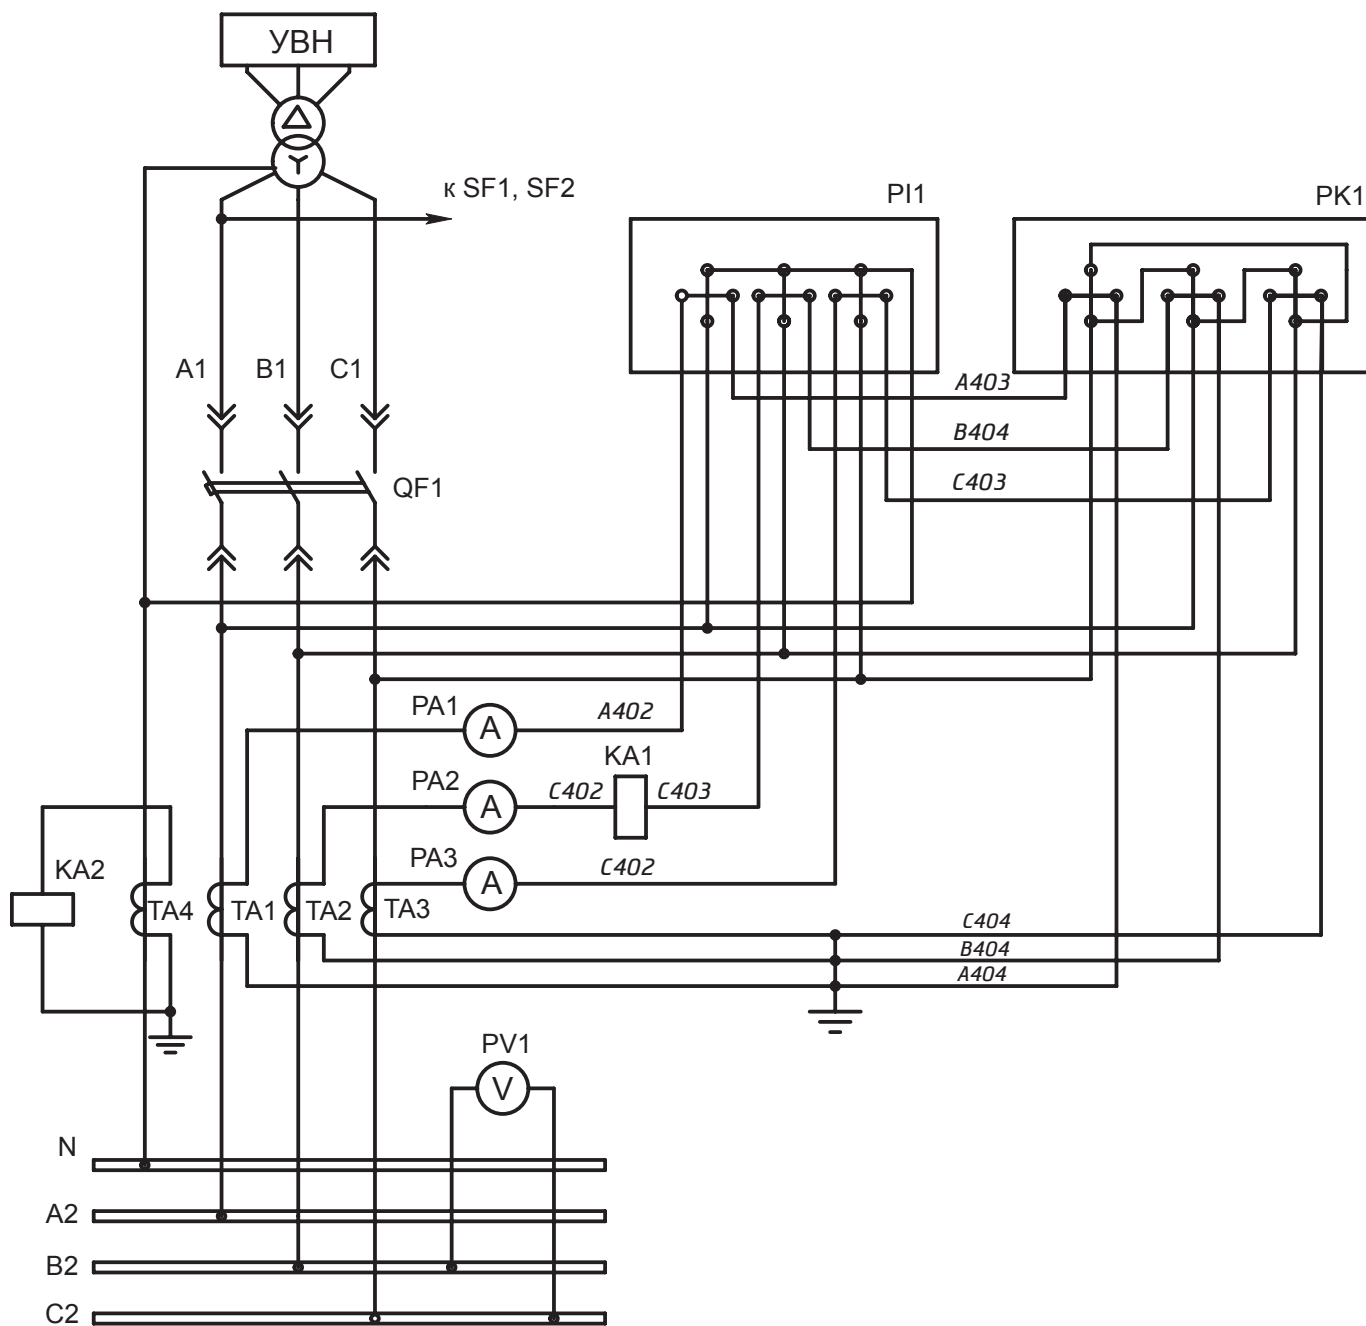 УВН
к SF1, SF2
PI1
PK1
A1
B1
C1
A403
B404
C403
QF1
PA1
A
A402
KA1
PA2
A
C402
C403
PA3
A
C402
KA2
TA4
TA1
TA2
TA3
C404
B404
A404
PV1
V
N
A2
B2
C2